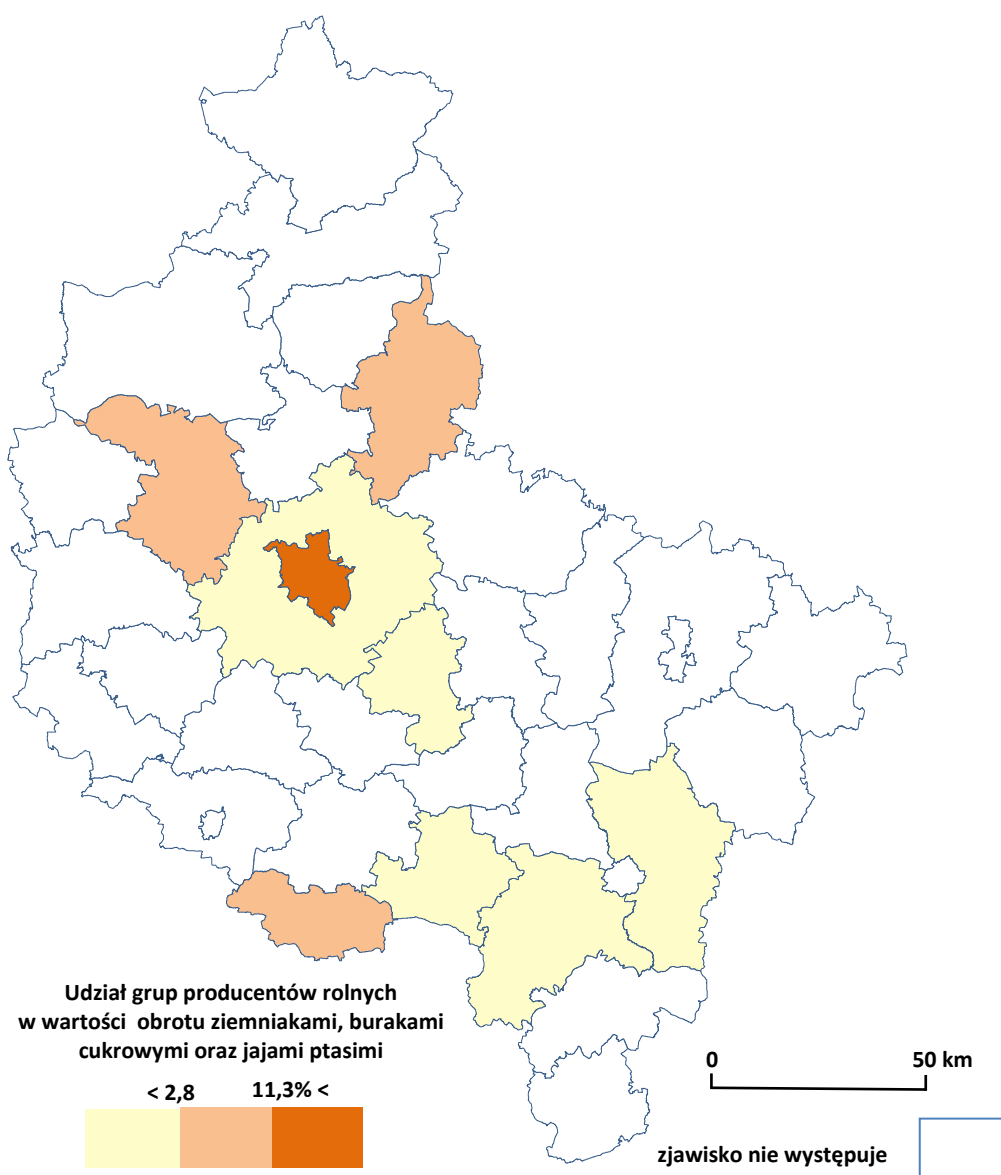 Udział grup producentów rolnych
w wartości obrotu ziemniakami, burakami
cukrowymi oraz jajami ptasimi
< 2,8 11,3% <
0 50 km
zjawisko nie występuje